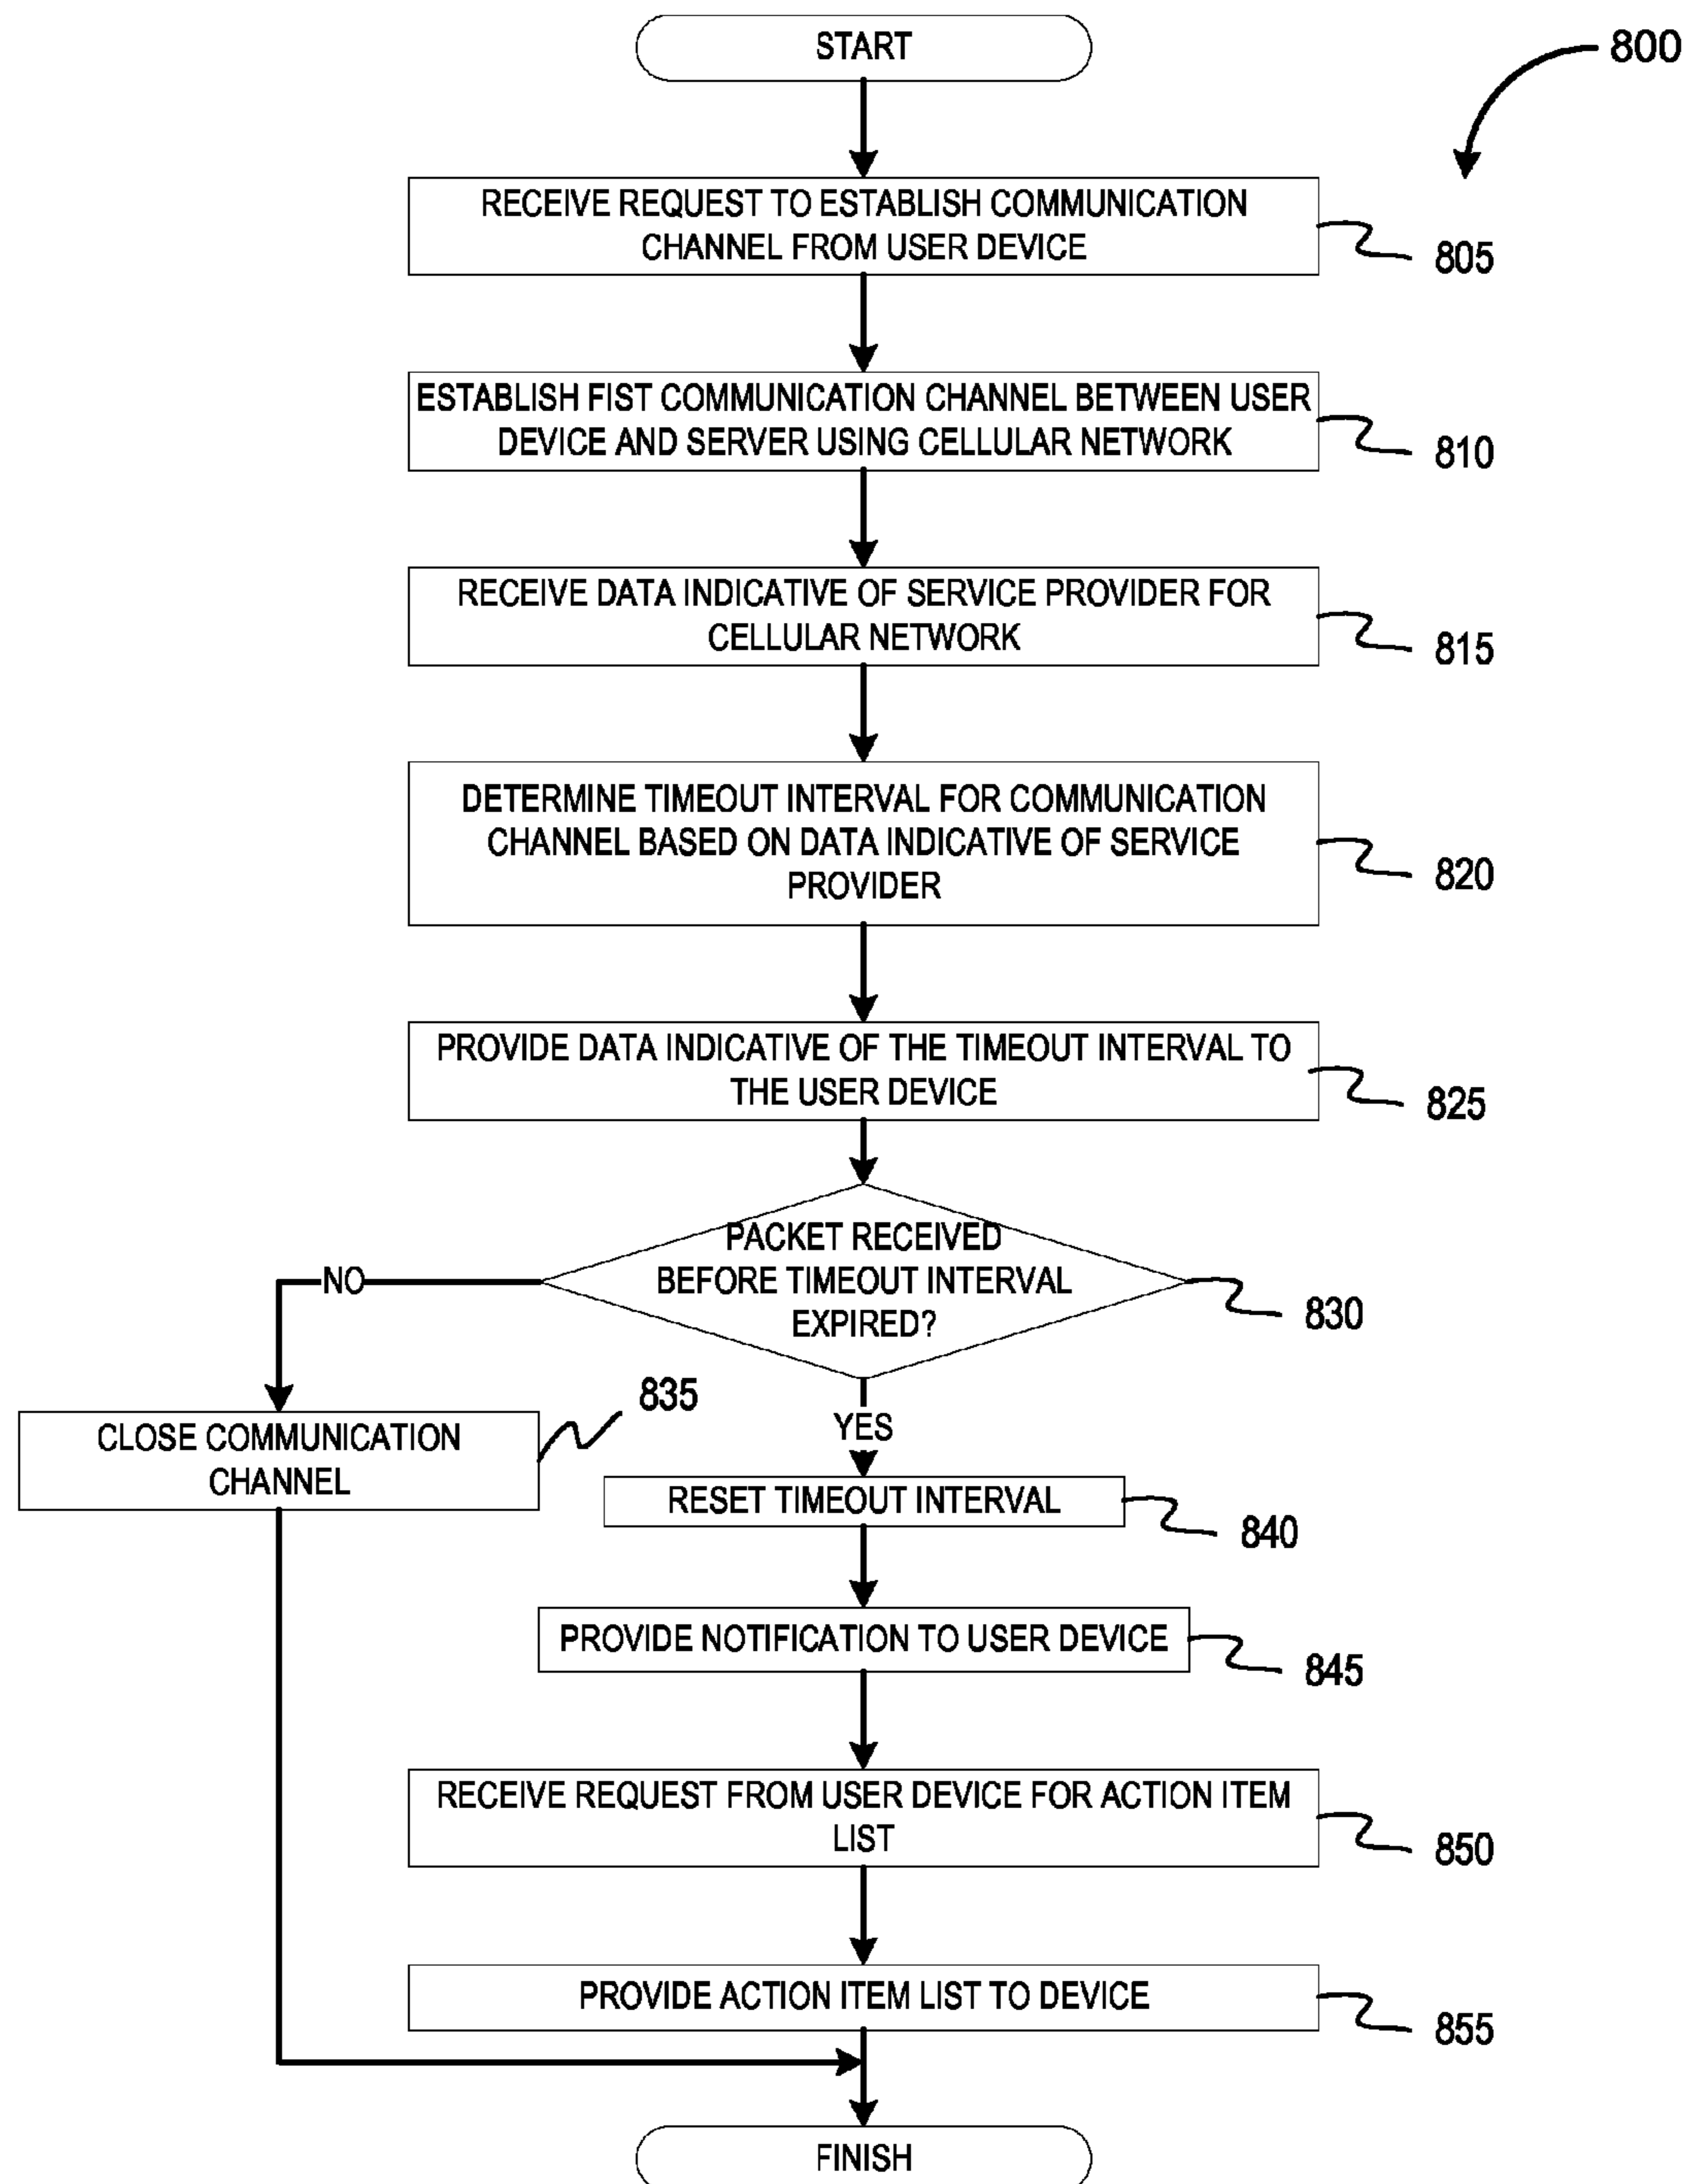 START
800
RECEIVE REQUEST TO ESTABLISH COMMUNICATION
CHANNEL FROM USER DEVICE
805
ESTABLISH FIST COMMUNICATION CHANNEL BETWEEN USER
DEVICE AND SERVER USING CELLULAR NETWORK
810
RECEIVE DATA INDICATIVE OF SERVICE PROVIDER FOR
CELLULAR NETWORK
815
DETERMINE TIMEOUT INTERVAL FOR COMMUNICATION
CHANNEL BASED ON DATA INDICATIVE OF SERVICE
PROVIDER
820
PROVIDE DATA INDICATIVE OF THE TIMEOUT INTERVAL TO
THE USER DEVICE
825
PACKET RECEIVED
BEFORE TIMEOUT INTERVAL
EXPIRED?
830
NO
CLOSE COMMUNICATION
CHANNEL
835
YES
RESET TIMEOUT INTERVAL
840
PROVIDE NOTIFICATION TO USER DEVICE
845
RECEIVE REQUEST FROM USER DEVICE FOR ACTION ITEM
LIST
850
PROVIDE ACTION ITEM LIST TO DEVICE
855
FINISH